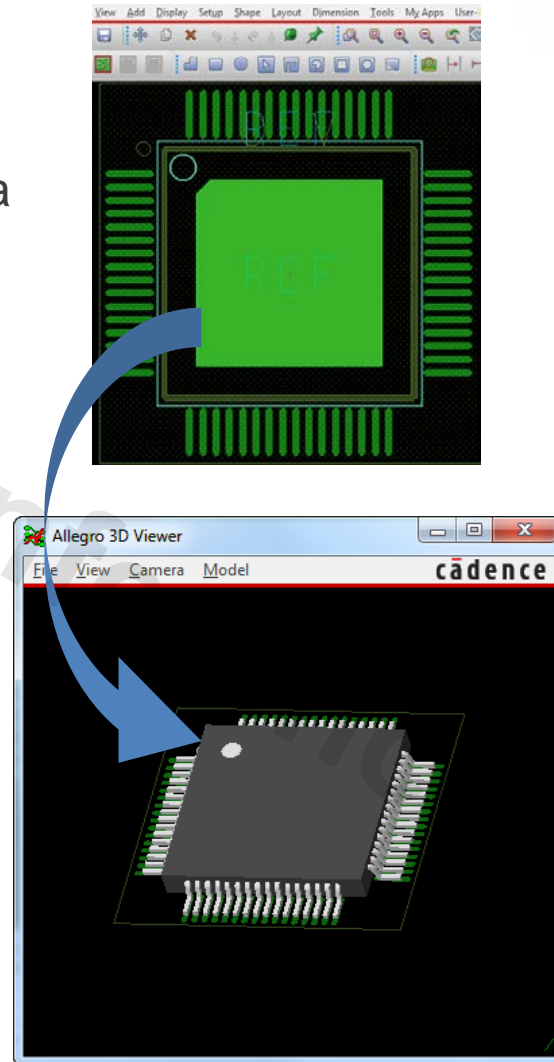 View Add Display Setup Shape Layout Dimension Tools My Apps User-
REF
a
REF
Allegro 3D Viewer
File View Camera Model cādence